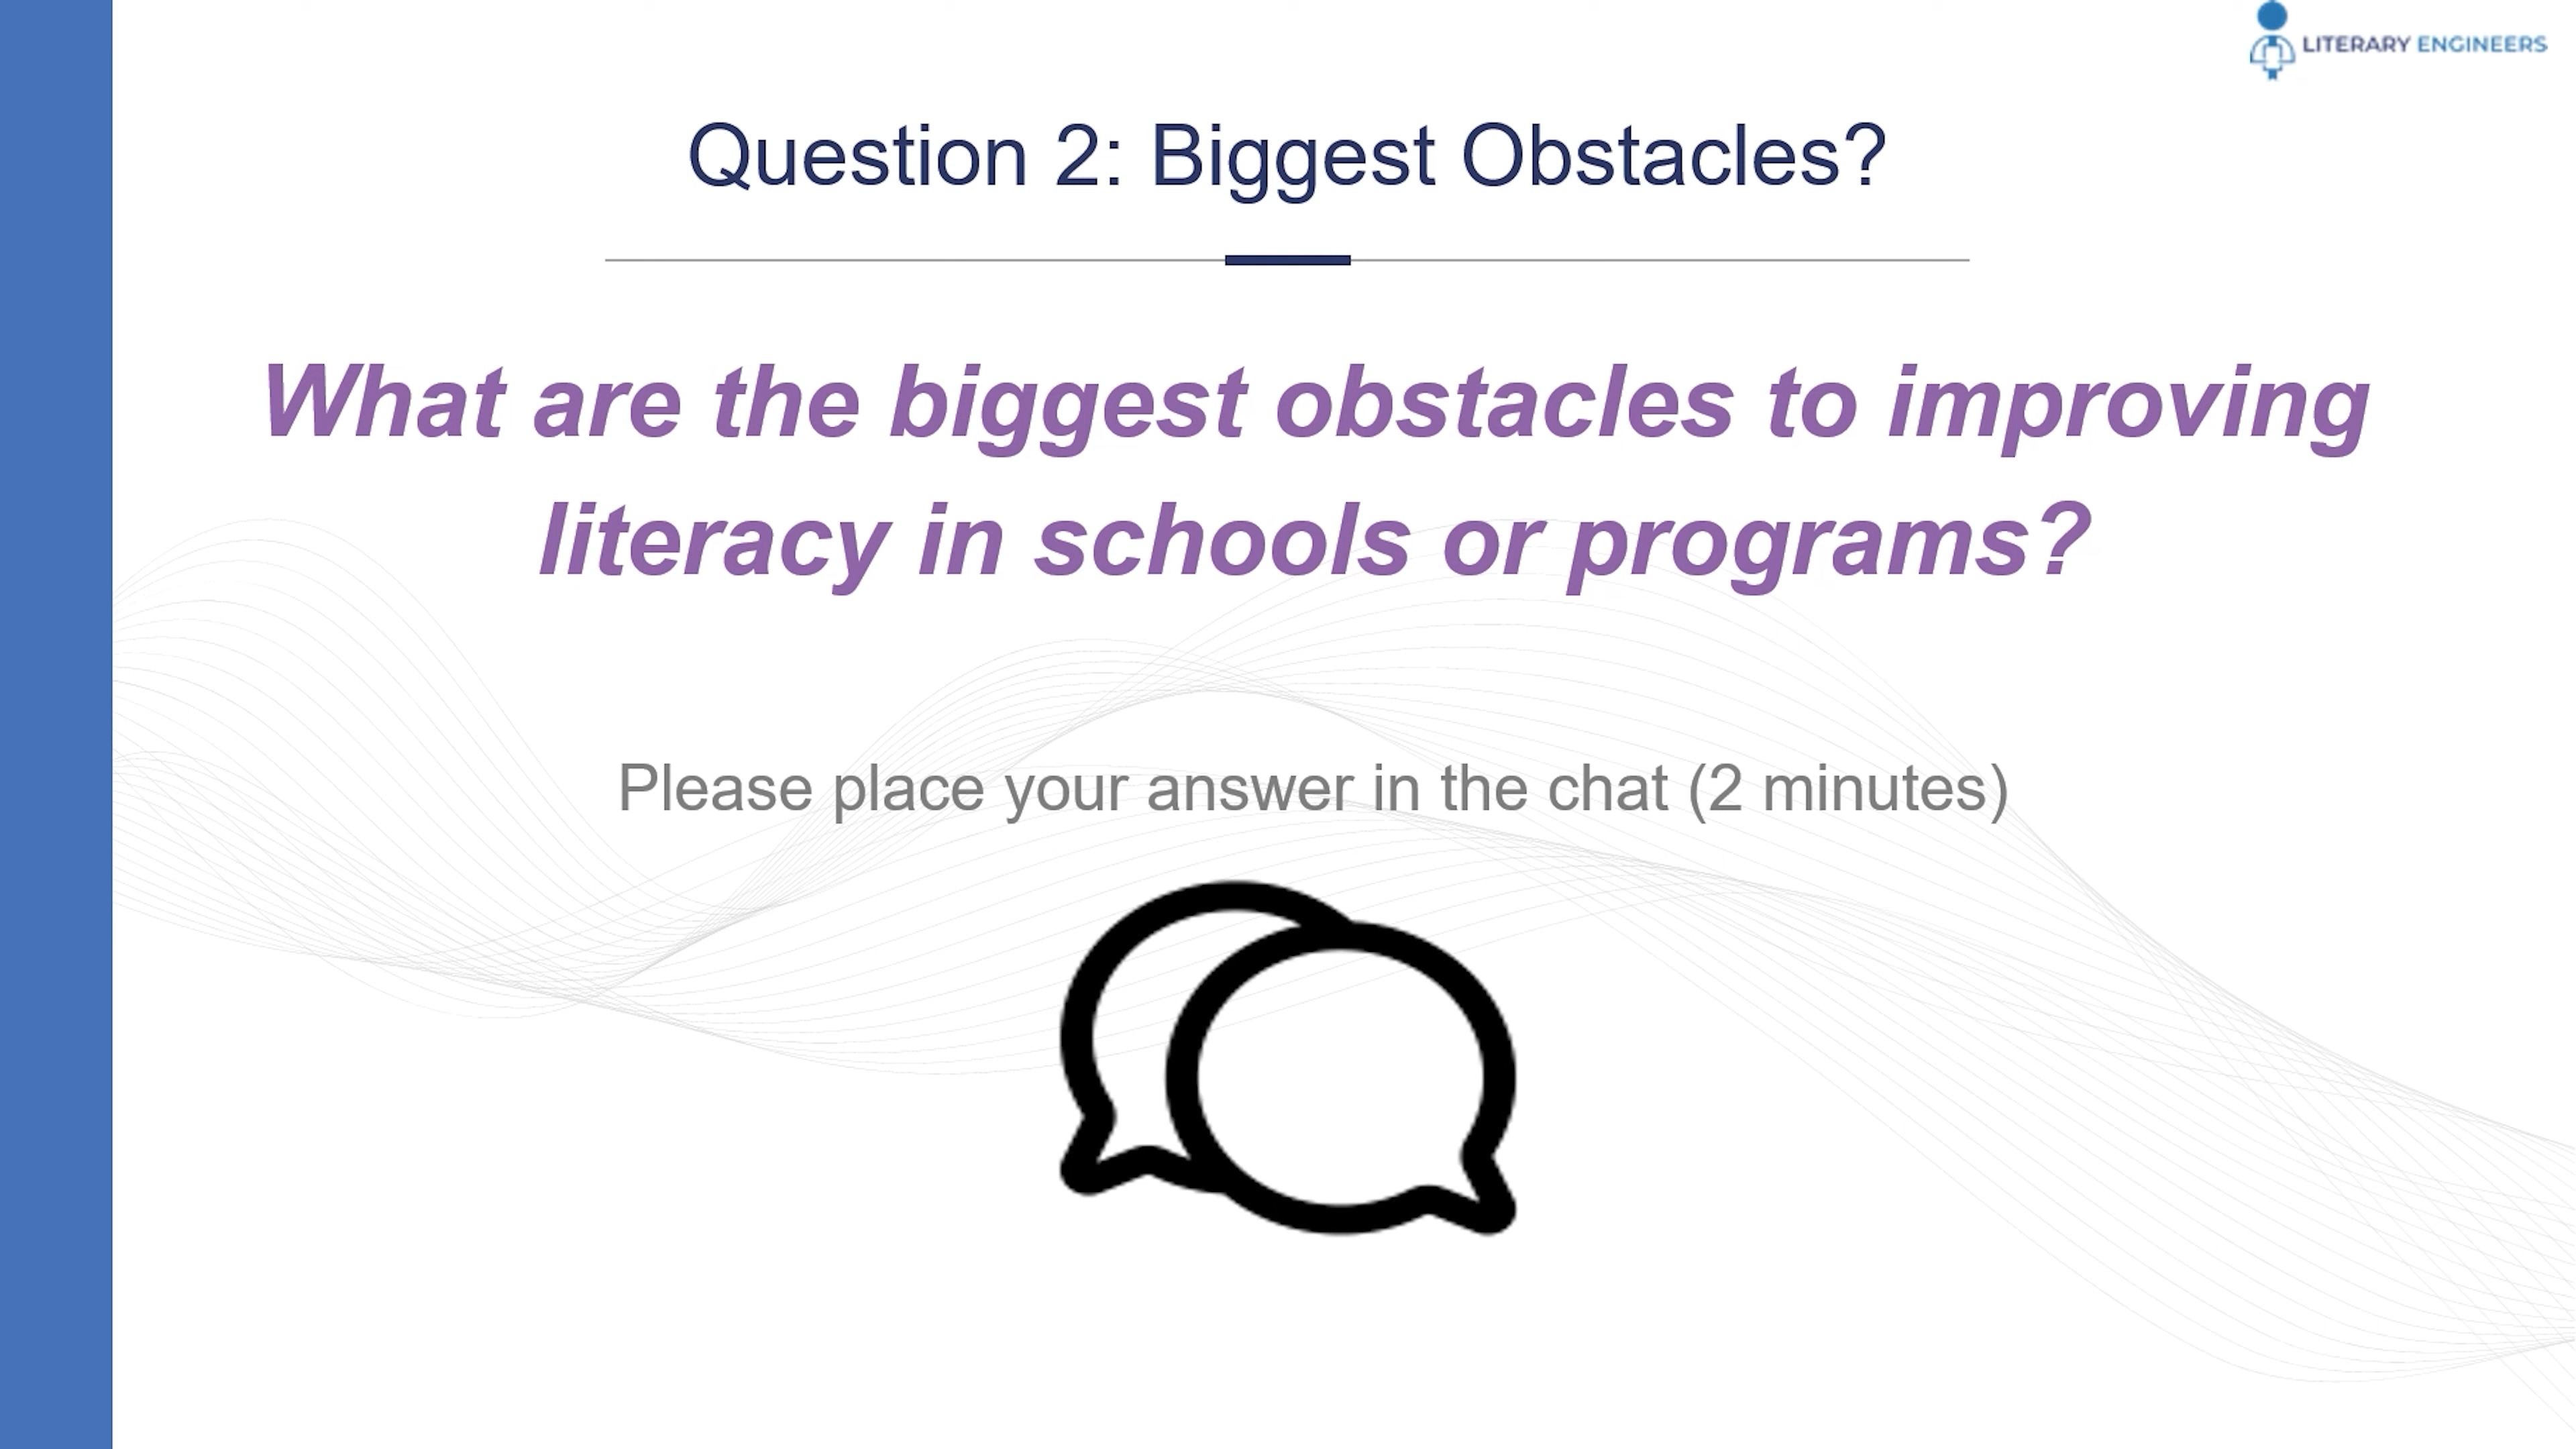 LITERARY ENGINEERS
Question 2: Biggest Obstacles?
What are the biggest obstacles to improving
literacy in schools or programs?
Please place your answer in the chat (2 minutes)